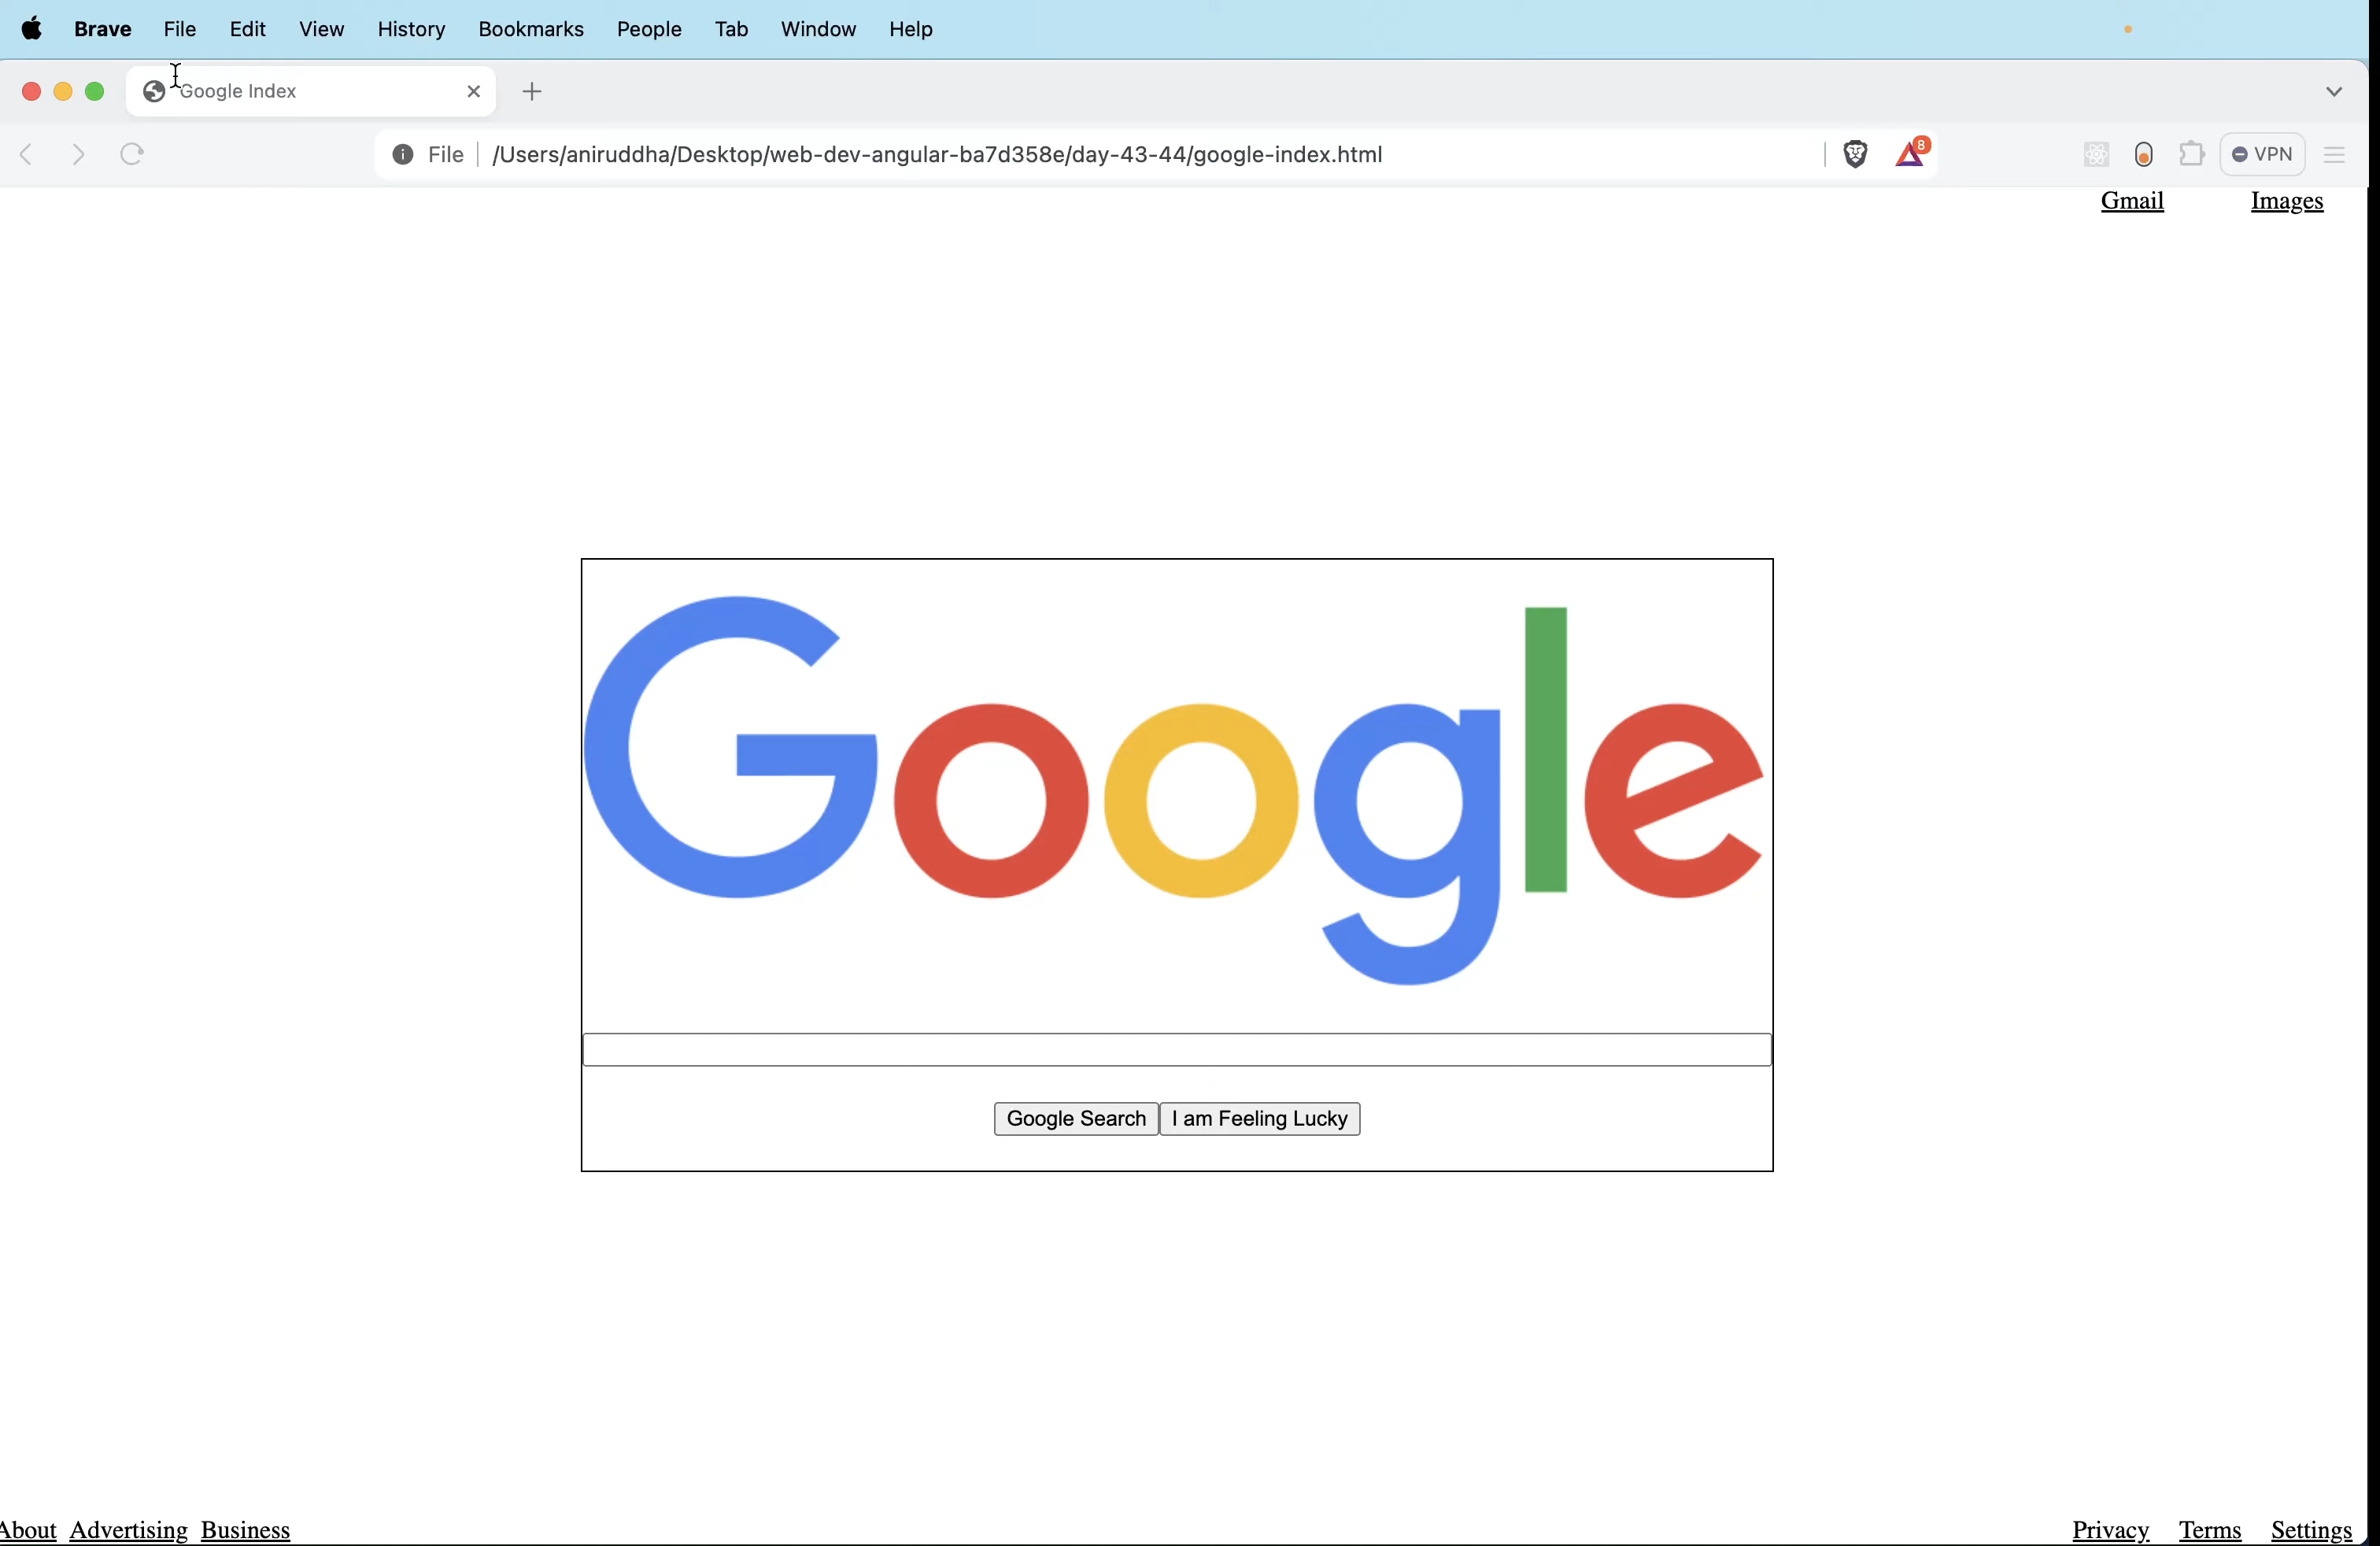 Brave File Edit View History Bookmarks People Tab Window Help
Google Index
File /Users/aniruddha/Desktop/web-dev-angular-ba7d358e/day-43-44/google-index.html 8 VPN
Gmail Images
Google
Google Search I am Feeling Lucky
About Advertising Business Privacy Terms Settings